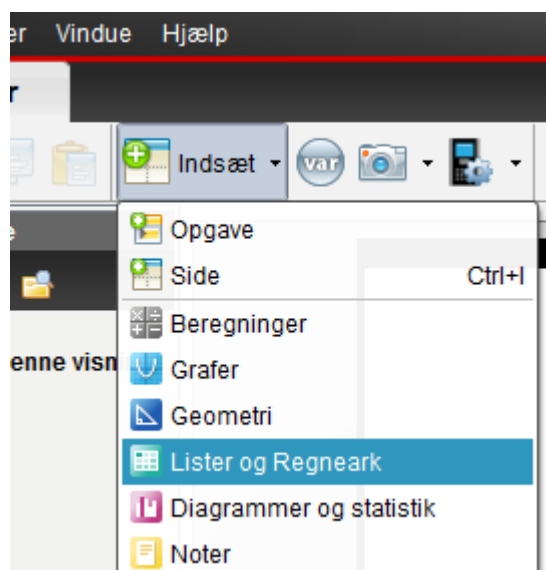 er Vindue Hjælp
r
Indsæt var
e
Opgave
Side Ctrl+I
Beregninger
enne visn
Grafer
Geometri
Lister og Regneark
Diagrammer og statistik
Noter